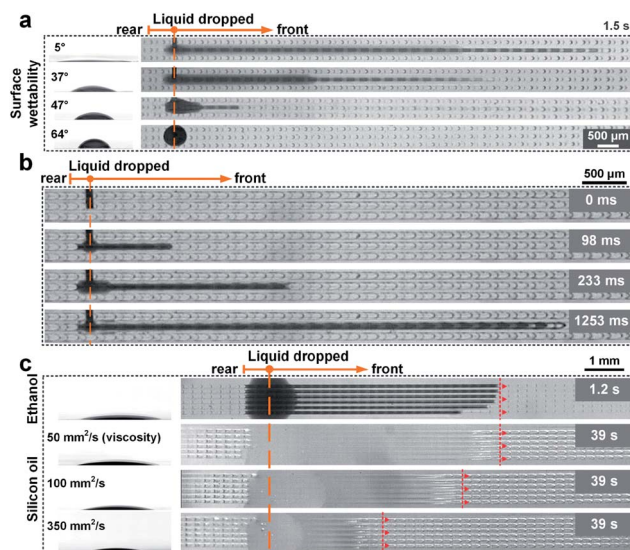 a
Liquid dropped
rear
front
1.5 s
Surface
wettability
5°
37°
47°
64°
500 μm
b
Liquid dropped
rear
front
500 μm
0 ms
98 ms
233 ms
1253 ms
c
Liquid dropped
rear
front
1 mm
Ethanol
1.2 s
Silicon oil
50 mm²/s (viscosity)
39 s
100 mm²/s
39 s
350 mm²/s
39 s